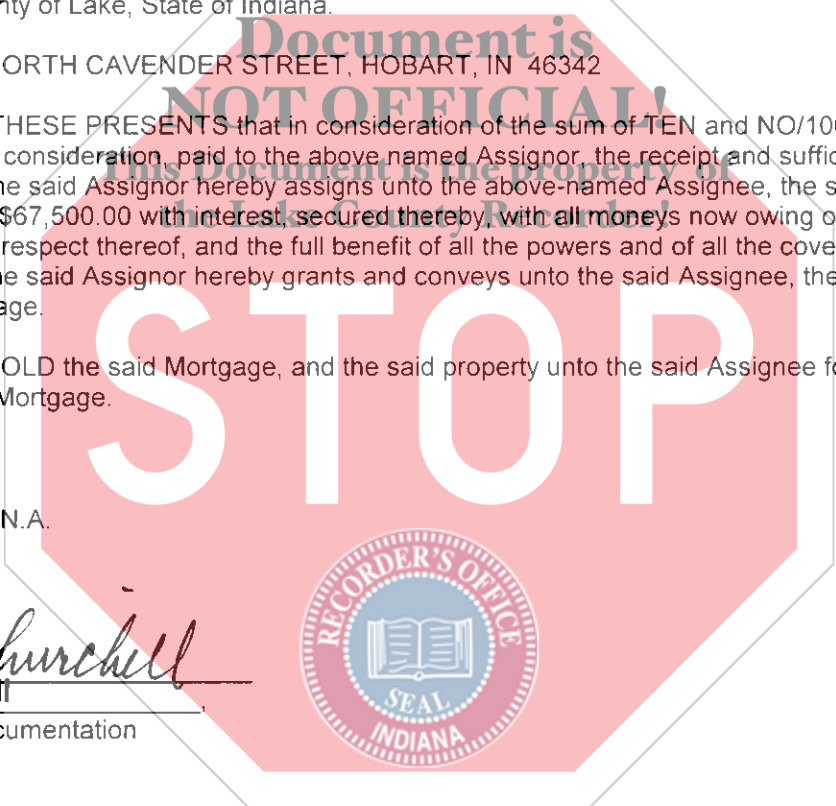 nty of Lake, State of Indiana.
Document is
ORTH CAVENDER STREET, HOBART, IN 46342
NOT OFFICIAL!
THESE PRESENTS that in consideration of the sum of TEN and NO/100
consideration, paid to the above named Assignor, the receipt and suffic
This Document is the property of
ne said Assignor hereby assigns unto the above-named Assignee, the s
the Lake County Recorder!
$67,500.00 with interest, secured thereby, with all moneys now owing o
respect thereof, and the full benefit of all the powers and of all the cove
ne said Assignor hereby grants and conveys unto the said Assignee, the
age.
STOP
OLD the said Mortgage, and the said property unto the said Assignee fo
Mortgage.
N.A.
RECORDER'S OFFICE
SEAL
INDIANA
hurchill
ll
cumentation